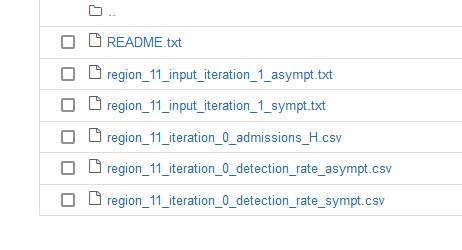 ..
README.txt
region_11_input_iteration_1_asympt.txt
region_11_input_iteration_1_sympt.txt
region_11_iteration_0_admissions_H.csv
region_11_iteration_0_detection_rate_asympt.csv
region_11_iteration_0_detection_rate_sympt.csv